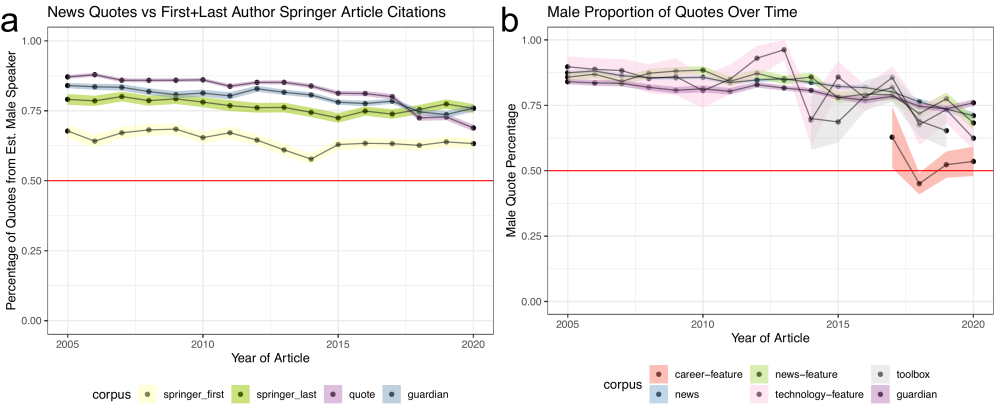 a
News Quotes vs First+Last Author Springer Article Citations
Percentage of Quotes from Est. Male Speaker
1.00
0.75
0.50
0.25
0.00
2005
2010
2015
2020
Year of Article
corpus
springer_first
springer_last
quote
guardian
b
Male Proportion of Quotes Over Time
Male Quote Percentage
1.00
0.75
0.50
0.25
0.00
2005
2010
2015
2020
Year of Article
corpus
career−feature
news−feature
toolbox
news
technology−feature
guardian